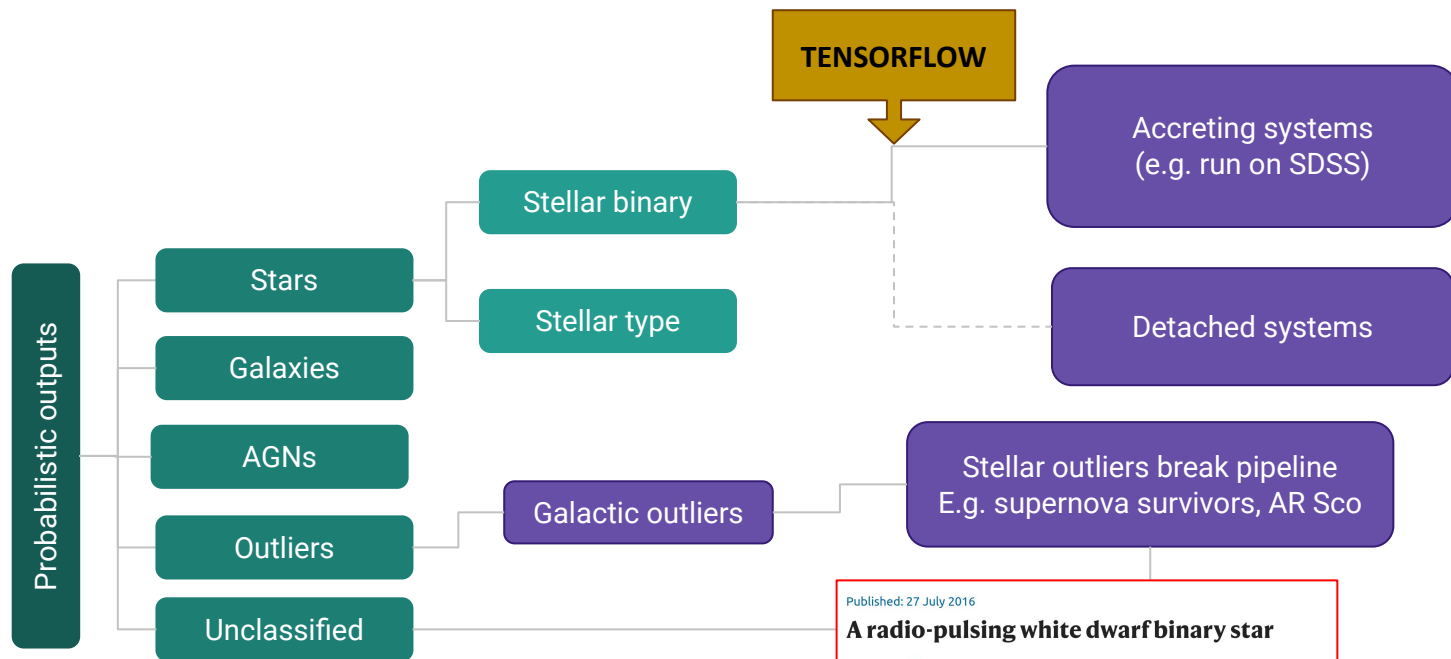 TENSORFLOW
Accreting systems
(e.g. run on SDSS)
Stellar binary
Stars
Stellar type
Detached systems
Probabilistic outputs
Galaxies
AGNs
Stellar outliers break pipeline
E.g. supernova survivors, AR Sco
Galactic outliers
Outliers
Unclassified
Published: 27 July 2016
A radio-pulsing white dwarf binary star